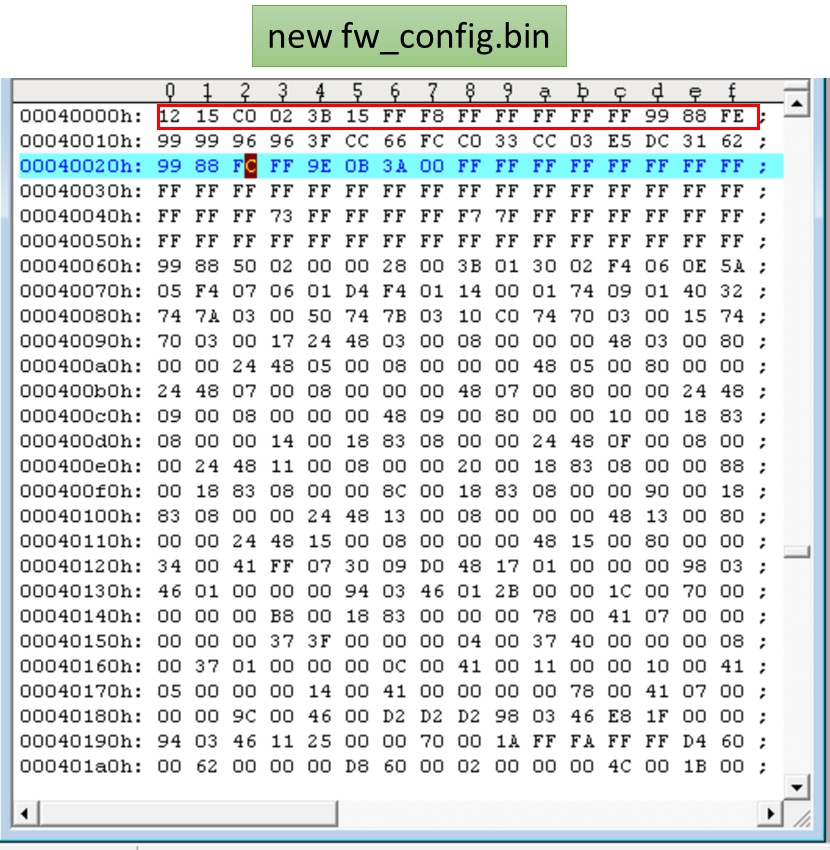 new fw_config.bin
0 1 2 3 4 5 6 7 8 9 a b c d e f
00040000h: 12 15 C0 02 3B 15 FF F8 FF FF FF FF FF 99 88 FE ;
00040010h: 99 99 96 96 3F CC 66 FC C0 33 CC 03 E5 DC 31 62 ;
00040020h: 99 88 FC FF 9E 0B 3A 00 FF FF FF FF FF FF FF FF ;
00040030h: FF FF FF FF FF FF FF FF FF FF FF FF FF FF FF FF ;
00040040h: FF FF FF 73 FF FF FF FF F7 7F FF FF FF FF FF FF ;
00040050h: FF FF FF FF FF FF FF FF FF FF FF FF FF FF FF FF ;
00040060h: 99 88 50 02 00 00 28 00 3B 01 30 02 F4 06 0E 5A ;
00040070h: 05 F4 07 06 01 D4 F4 01 14 00 01 74 09 01 40 32 ;
00040080h: 74 7A 03 00 50 74 7B 03 10 C0 74 70 03 00 15 74 ;
00040090h: 70 03 00 17 24 48 03 00 08 00 00 00 48 03 00 80 ;
000400a0h: 00 00 24 48 05 00 08 00 00 00 48 05 00 80 00 00 ;
000400b0h: 24 48 07 00 08 00 00 00 48 07 00 80 00 00 24 48 ;
000400c0h: 09 00 08 00 00 00 48 09 00 80 00 00 10 00 18 83 ;
000400d0h: 08 00 00 14 00 18 83 08 00 00 24 48 0F 00 08 00 ;
000400e0h: 00 24 48 11 00 08 00 00 20 00 18 83 08 00 00 88 ;
000400f0h: 00 18 83 08 00 00 8C 00 18 83 08 00 00 90 00 18 ;
00040100h: 83 08 00 00 24 48 13 00 08 00 00 00 48 13 00 80 ;
00040110h: 00 00 24 48 15 00 08 00 00 00 48 15 00 80 00 00 ;
00040120h: 34 00 41 FF 07 30 09 D0 48 17 01 00 00 00 98 03 ;
00040130h: 46 01 00 00 00 94 03 46 01 2B 00 00 1C 00 70 00 ;
00040140h: 00 00 00 B8 00 18 83 00 00 00 78 00 41 07 00 00 ;
00040150h: 00 00 00 37 3F 00 00 00 04 00 37 40 00 00 00 08 ;
00040160h: 00 37 01 00 00 00 0C 00 41 00 11 00 00 10 00 41 ;
00040170h: 05 00 00 00 14 00 41 00 00 00 00 78 00 41 07 00 ;
00040180h: 00 00 9C 00 46 00 D2 D2 D2 98 03 46 E8 1F 00 00 ;
00040190h: 94 03 46 11 25 00 00 70 00 1A FF FA FF FF D4 60 ;
000401a0h: 00 62 00 00 00 D8 60 00 02 00 00 00 4C 00 1B 00 ;